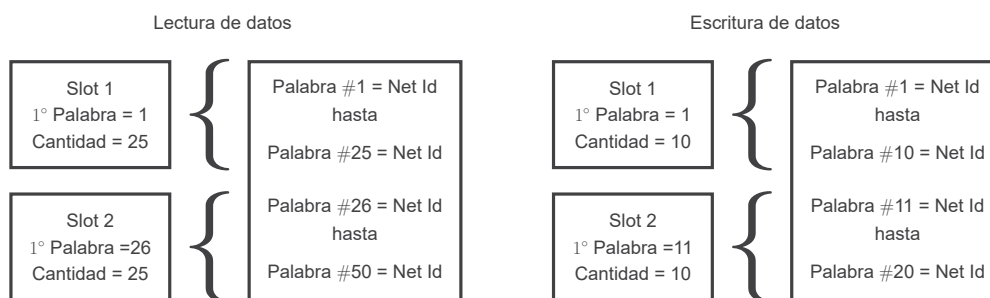 Lectura de datos
Slot 1
1° Palabra = 1
Cantidad = 25
Palabra #1 = Net Id
hasta
Palabra #25 = Net Id
Slot 2
1° Palabra =26
Cantidad = 25
Palabra #26 = Net Id
hasta
Palabra #50 = Net Id
Escritura de datos
Slot 1
1° Palabra = 1
Cantidad = 10
Palabra #1 = Net Id
hasta
Palabra #10 = Net Id
Slot 2
1° Palabra =11
Cantidad = 10
Palabra #11 = Net Id
hasta
Palabra #20 = Net Id